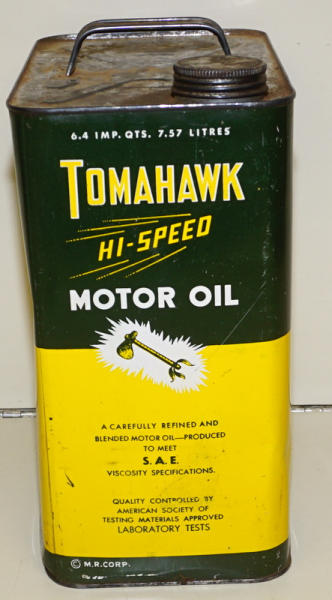 6.4 IMP. QTS. 7.57 LITRES
TOMAHAWK
HI-SPEED
MOTOR OIL
A CAREFULLY REFINED AND
BLENDED MOTOR OIL—PRODUCED
TO MEET
S.A.E.
VISCOSITY SPECIFICATIONS.
QUALITY CONTROLLED BY
AMERICAN SOCIETY OF
TESTING MATERIALS APPROVED
LABORATORY TESTS
© M.R.CORP.